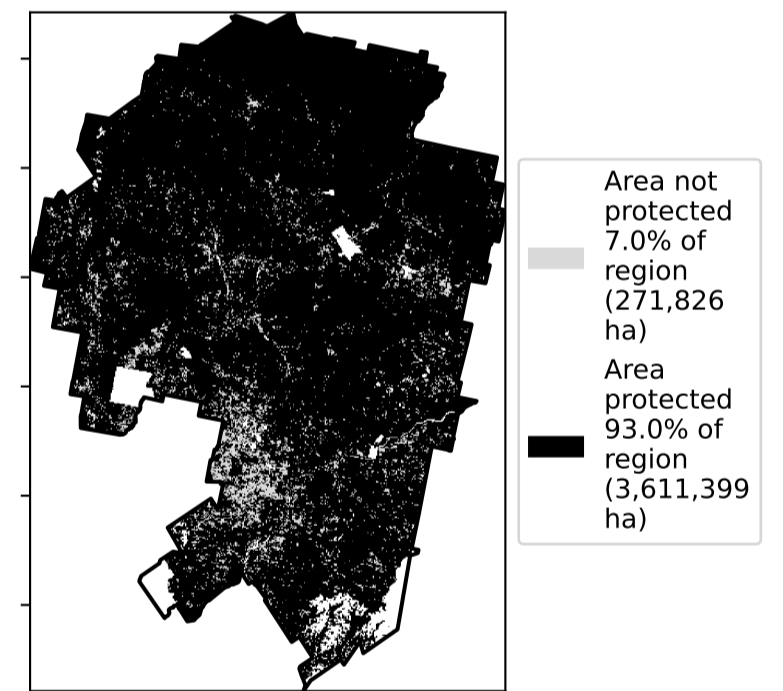 Area not
protected
7.0% of
region
(271,826
ha)
Area
protected
93.0% of
region
(3,611,399
ha)